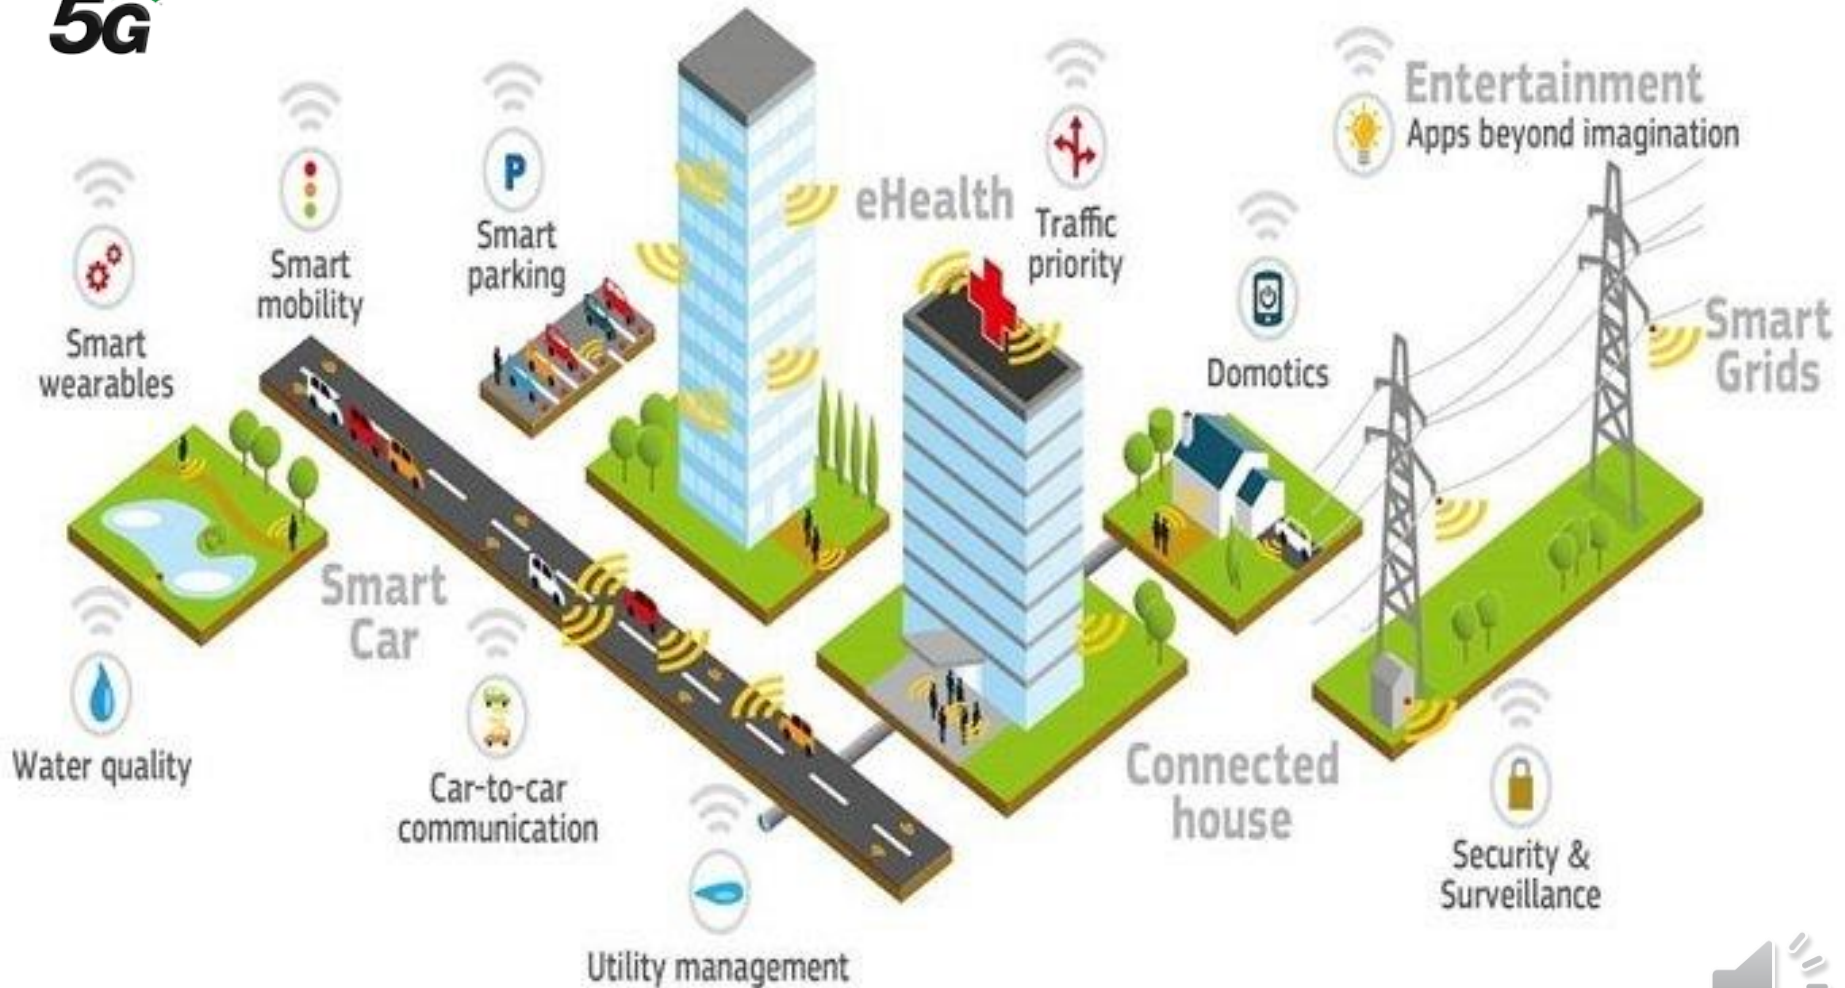 5G
Entertainment
Apps beyond imagination
eHealth
Traffic
priority
P
Smart
parking
Smart
mobility
Smart
wearables
Domotics
Smart
Grids
Smart
Car
Water quality
Car-to-car
communication
Connected
house
Security &
Surveillance
Utility management